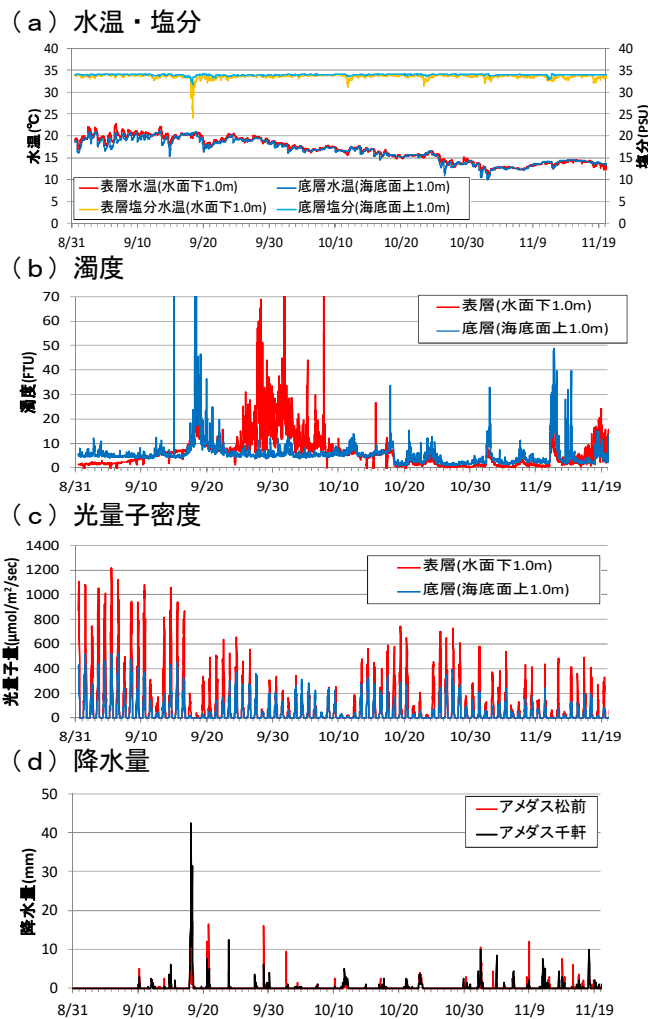 (a)水温・塩分
40 35 30 25 20 15 10 5 0
水温(℃)
40 35 30 25 20 15 10 5 0
塩分(PSU)
表層水温(水面下1.0m) 底層水温(海底面上1.0m)
表層塩分水温(水面下1.0m) 底層塩分(海底面上1.0m)
8/31 9/10 9/20 9/30 10/10 10/20 10/30 11/9 11/19
(b)濁度
70 60 50 40 30 20 10 0
濁度(FTU)
表層(水面下1.0m)
底層(海底面上1.0m)
8/31 9/10 9/20 9/30 10/10 10/20 10/30 11/9 11/19
(c)光量子密度
1400 1200 1000 800 600 400 200 0
光量子量(μmol/m²/sec)
表層(水面下1.0m)
底層(海底面上1.0m)
8/31 9/10 9/20 9/30 10/10 10/20 10/30 11/9 11/19
(d)降水量
50 40 30 20 10 0
降水量(mm)
アメダス松前
アメダス千軒
8/31 9/10 9/20 9/30 10/10 10/20 10/30 11/9 11/19